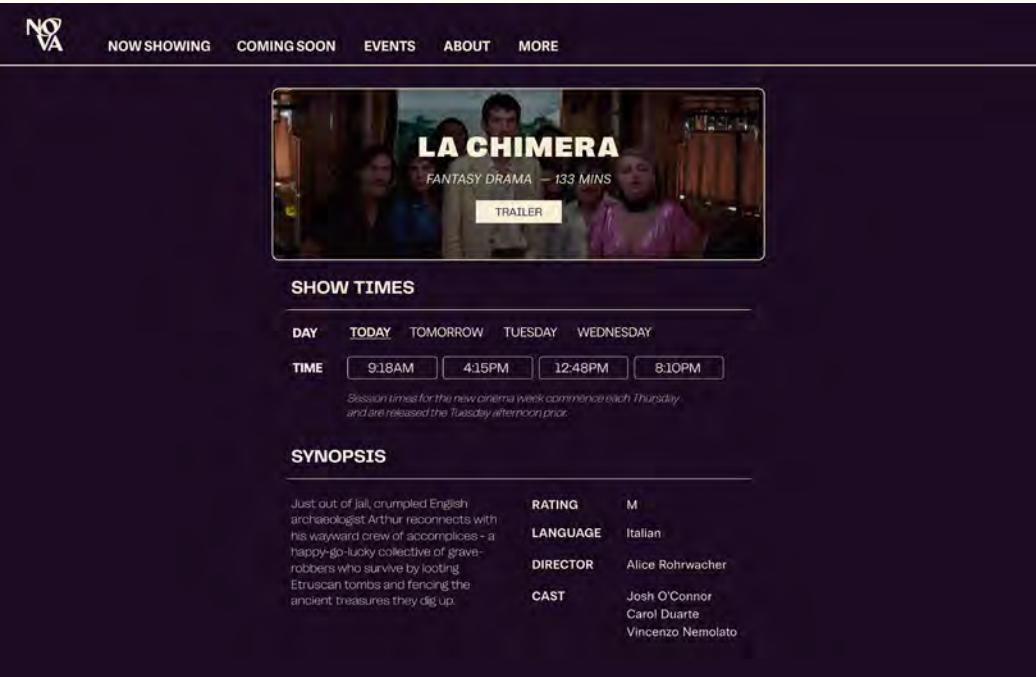 NO
VA
NOW SHOWING COMING SOON EVENTS ABOUT MORE
LA CHIMERA
FANTASY DRAMA — 133 MINS
TRAILER
SHOW TIMES
DAY TODAY TOMORROW TUESDAY WEDNESDAY
TIME 9:18AM 4:15PM 12:48PM 8:10PM
Session times for the new cinema week commence each Thursday
and are released the Tuesday afternoon prior.
SYNOPSIS
Just out of jail, crumpled English
archaeologist Arthur reconnects with
his wayward crew of accomplices - a
happy-go-lucky collective of grave-
robbers who survive by looting
Etruscan tombs and fencing the
ancient treasures they dig up.
RATING M
LANGUAGE Italian
DIRECTOR Alice Rohrwacher
CAST Josh O'Connor
Carol Duarte
Vincenzo Nemolato